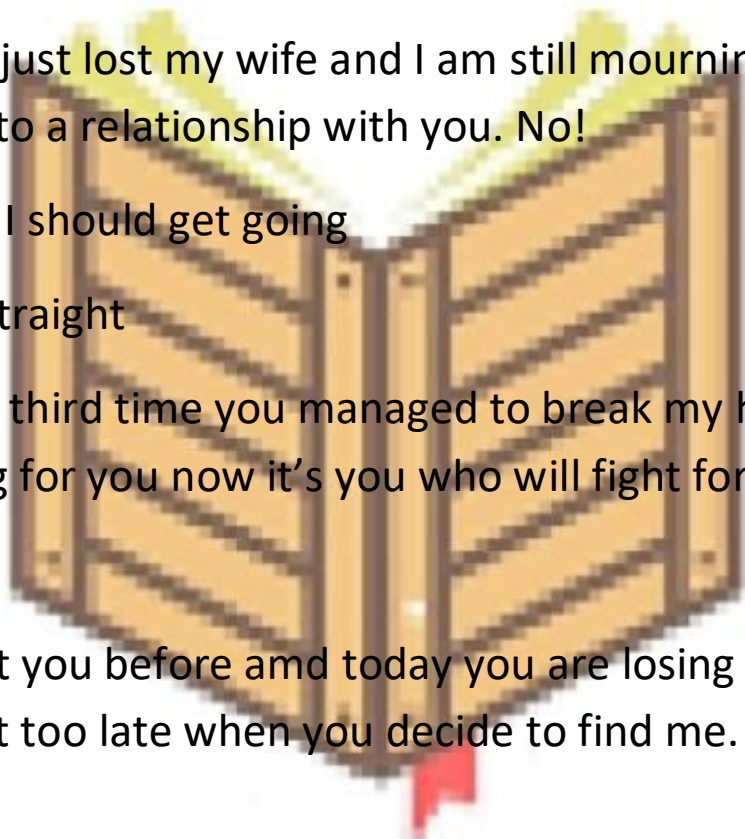 just lost my wife and I am still mournin
to a relationship with you. No!
I should get going
traight
third time you managed to break my h
g for you now it's you who will fight for
t you before amd today you are losing
t too late when you decide to find me.